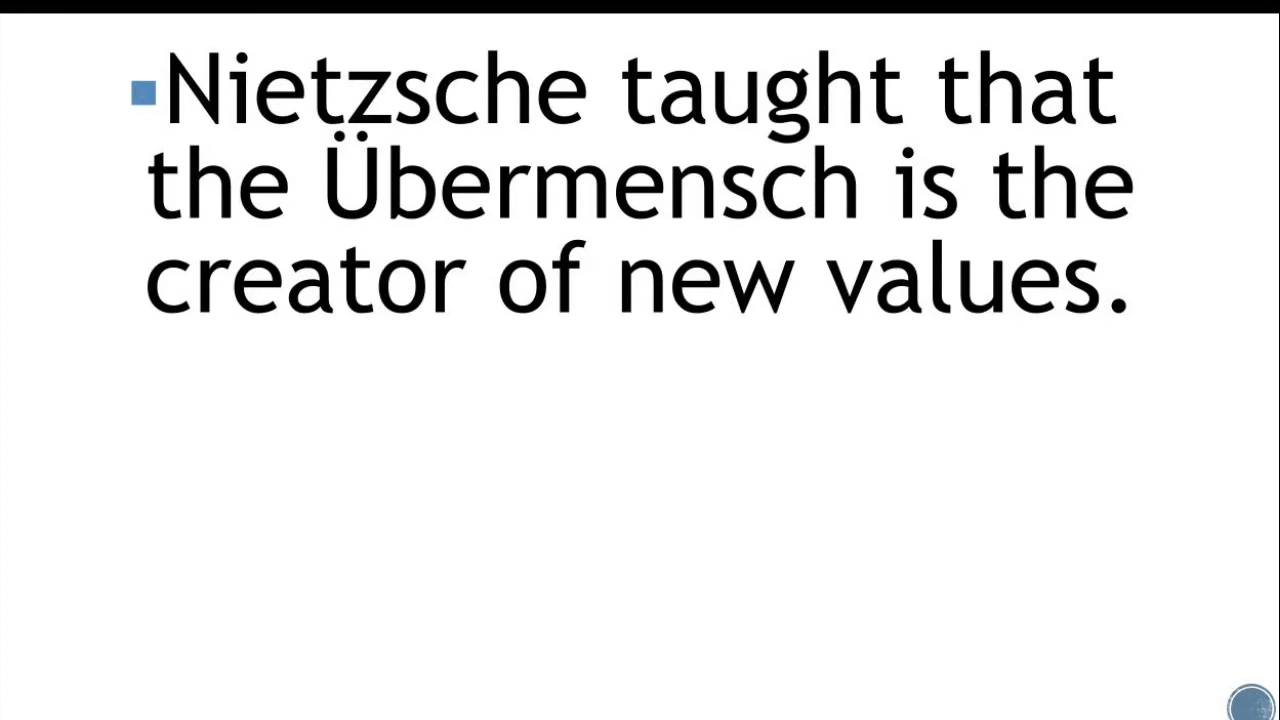 ▪Nietzsche taught that
the Übermensch is the
creator of new values.